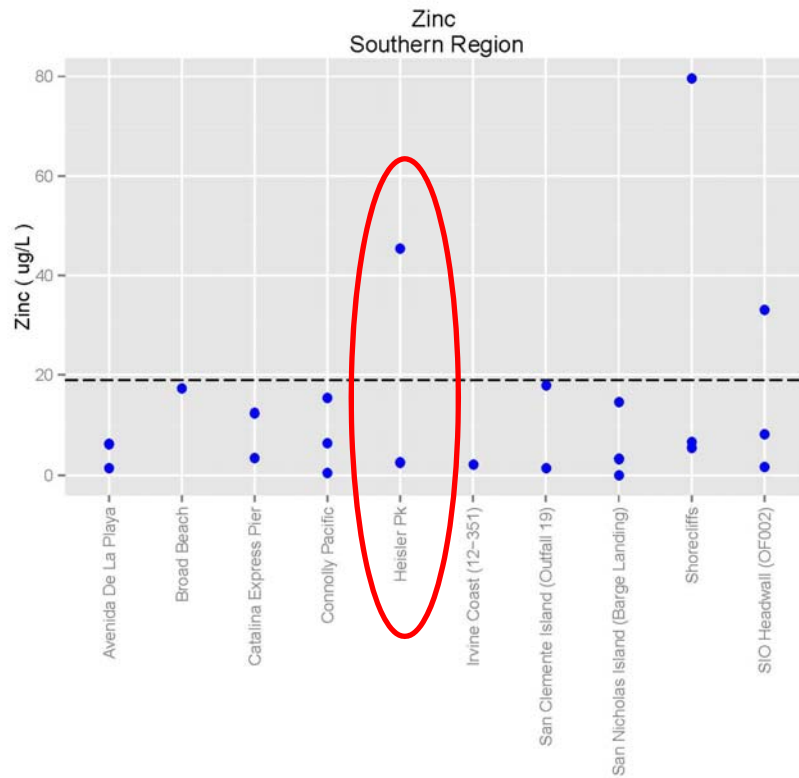 Zinc
Southern Region
Zinc ( ug/L )
80
60
40
20
0
Avenida De La Playa
Broad Beach
Catalina Express Pier
Connolly Pacific
Heisler Pk
Irvine Coast (12-351)
San Clemente Island (Outfall 19)
San Nicholas Island (Barge Landing)
Shorecliffs
SIO Headwall (OF002)